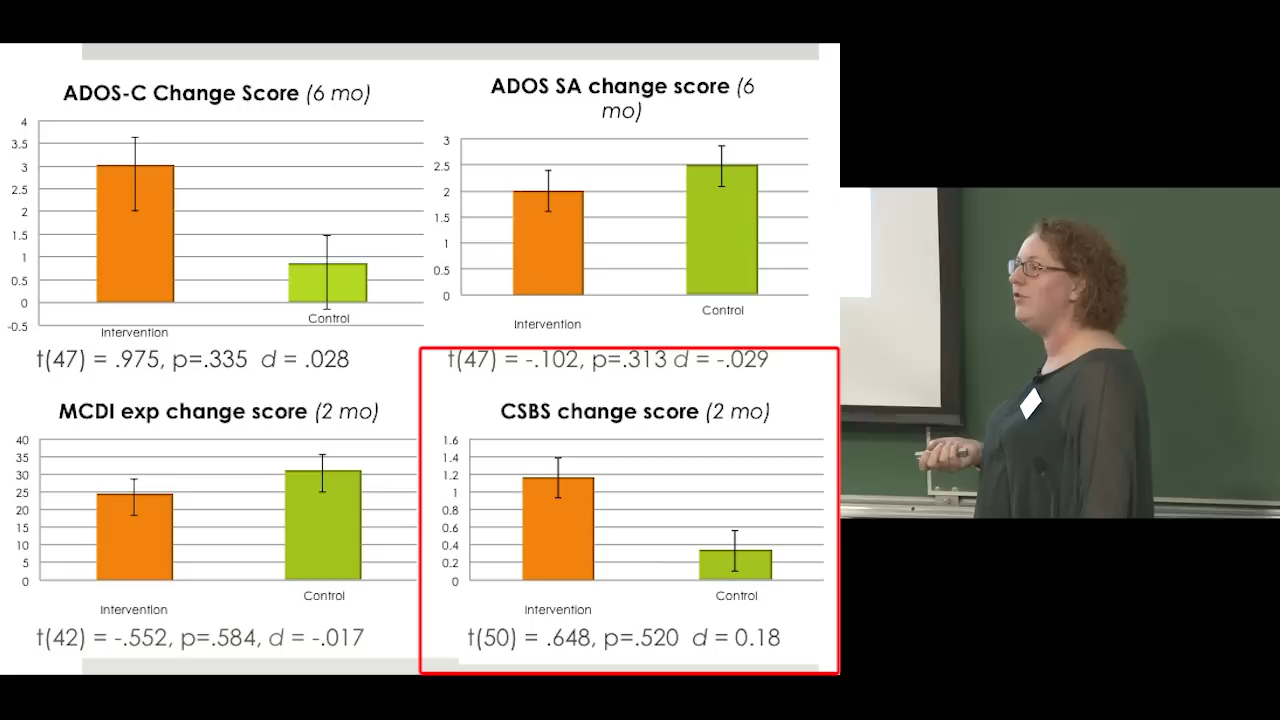 ADOS-C Change Score (6 mo)
4
3.5
3
2.5
2
1.5
1
0.5
0
-0.5
Intervention
Control
t(47) = .975, p=.335 d = .028
ADOS SA change score (6
mo)
3
2.5
2
1.5
1
0.5
0
Intervention
Control
t(47) = -.102, p=.313 d = -.029
MCDI exp change score (2 mo)
40
35
30
25
20
15
10
5
0
Intervention
Control
t(42) = -.552, p=.584, d = -.017
CSBS change score (2 mo)
1.6
1.4
1.2
1
0.8
0.6
0.4
0.2
0
Intervention
Control
t(50) = .648, p=.520 d = 0.18